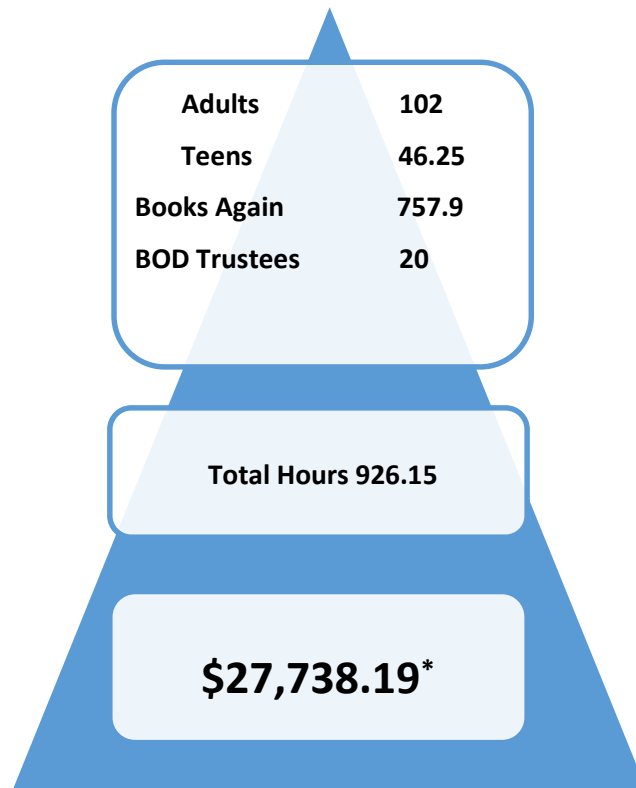 Adults 102
Teens 46.25
Books Again 757.9
BOD Trustees 20
Total Hours 926.15
$27,738.19*